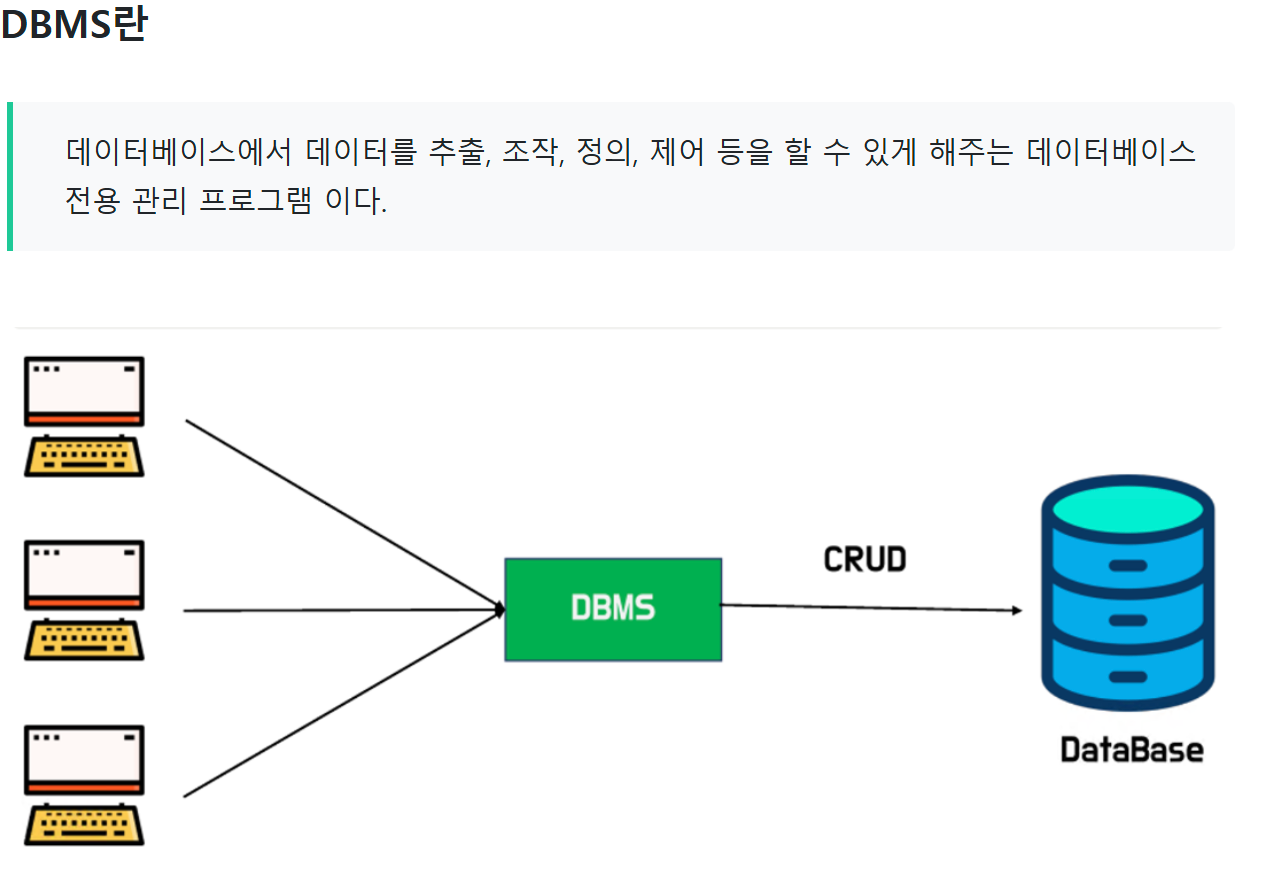 DBMS란
데이터베이스에서 데이터를 추출, 조작, 정의, 제어 등을 할 수 있게 해주는 데이터베이스
전용 관리 프로그램 이다.
CRUD
DBMS
DataBase